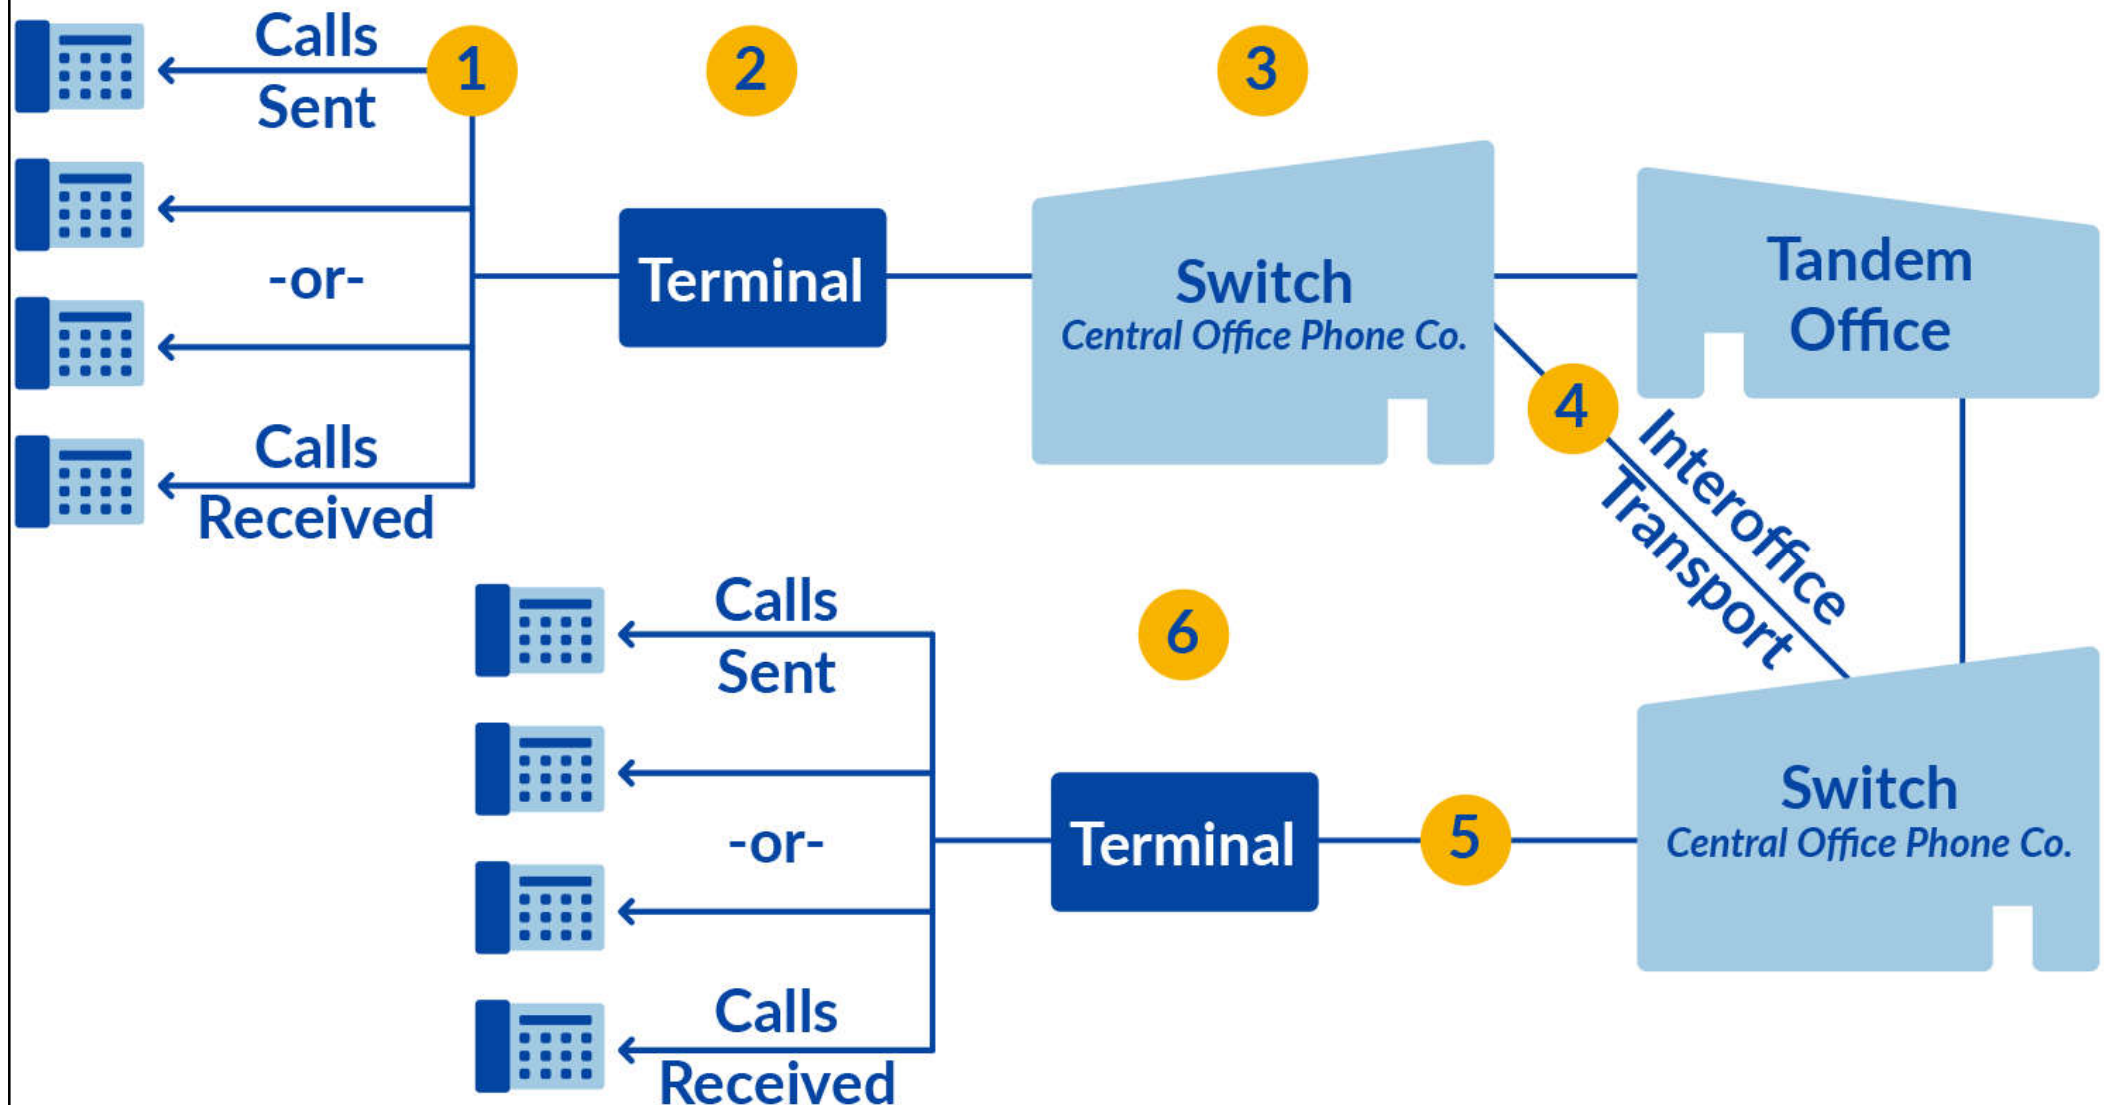 Calls
Sent
1
2
3
-or-
Calls
Received
Terminal
Switch
Central Office Phone Co.
Tandem
Office
4
Interoffice
Transport
Calls
Sent
-or-
Calls
Received
6
Terminal
5
Switch
Central Office Phone Co.